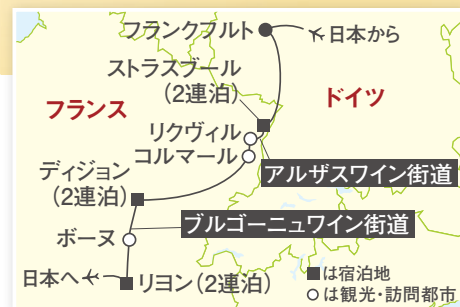 フランクフルト
日本から
ストラスブール
(2連泊)
ドイツ
フランス
リクヴィル
コルマール
アルザスワイン街道
ディジョン
(2連泊)
ブルゴーニュワイン街道
ボーヌ
日本へ
リヨン(2連泊)
■は宿泊地
○は観光・訪問都市